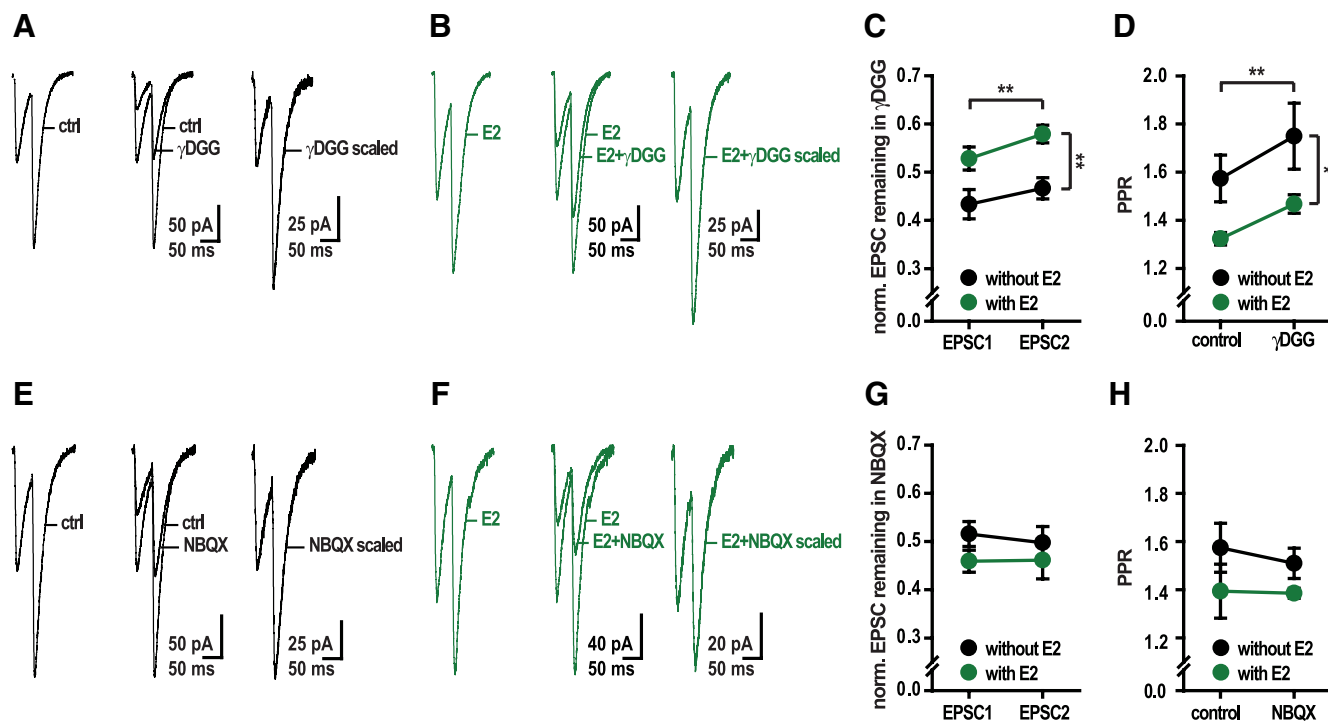 A
ctrl
ctrl
γDGG
50 pA
50 ms
γDGG scaled
25 pA
50 ms
B
E2
E2
E2+γDGG
50 pA
50 ms
E2+γDGG scaled
25 pA
50 ms
C
norm. EPSC remaining in γDGG
0.7
0.6
0.5
0.4
0.3
0.0
**
**
without E2
with E2
EPSC1 EPSC2
D
PPR
2.0
1.8
1.6
1.4
1.2
1.0
**
*
without E2
with E2
control γDGG
E
ctrl
ctrl
NBQX
50 pA
50 ms
NBQX scaled
25 pA
50 ms
F
E2
E2
E2+NBQX
40 pA
50 ms
E2+NBQX scaled
20 pA
50 ms
G
norm. EPSC remaining in NBQX
0.7
0.6
0.5
0.4
0.3
0.0
without E2
with E2
EPSC1 EPSC2
H
PPR
2.0
1.8
1.6
1.4
1.2
1.0
without E2
with E2
control NBQX